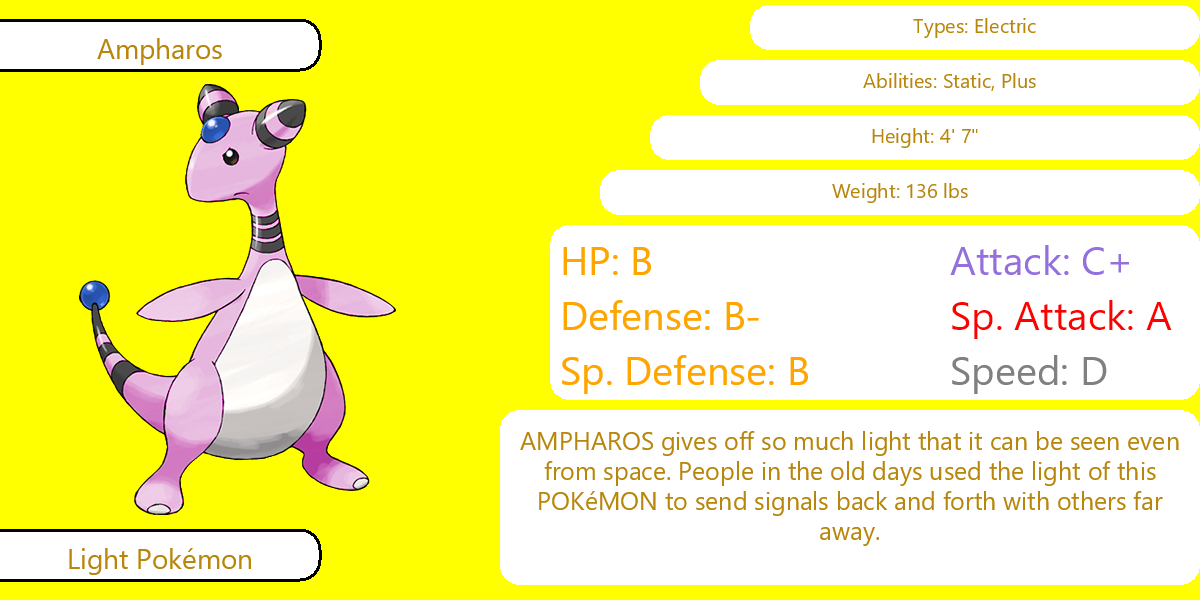 Ampharos
Types: Electric
Abilities: Static, Plus
Height: 4' 7"
Weight: 136 lbs
HP: B
Attack: C+
Defense: B-
Sp. Attack: A
Sp. Defense: B
Speed: D
AMPHAROS gives off so much light that it can be seen even
from space. People in the old days used the light of this
POKéMON to send signals back and forth with others far
away.
Light Pokémon